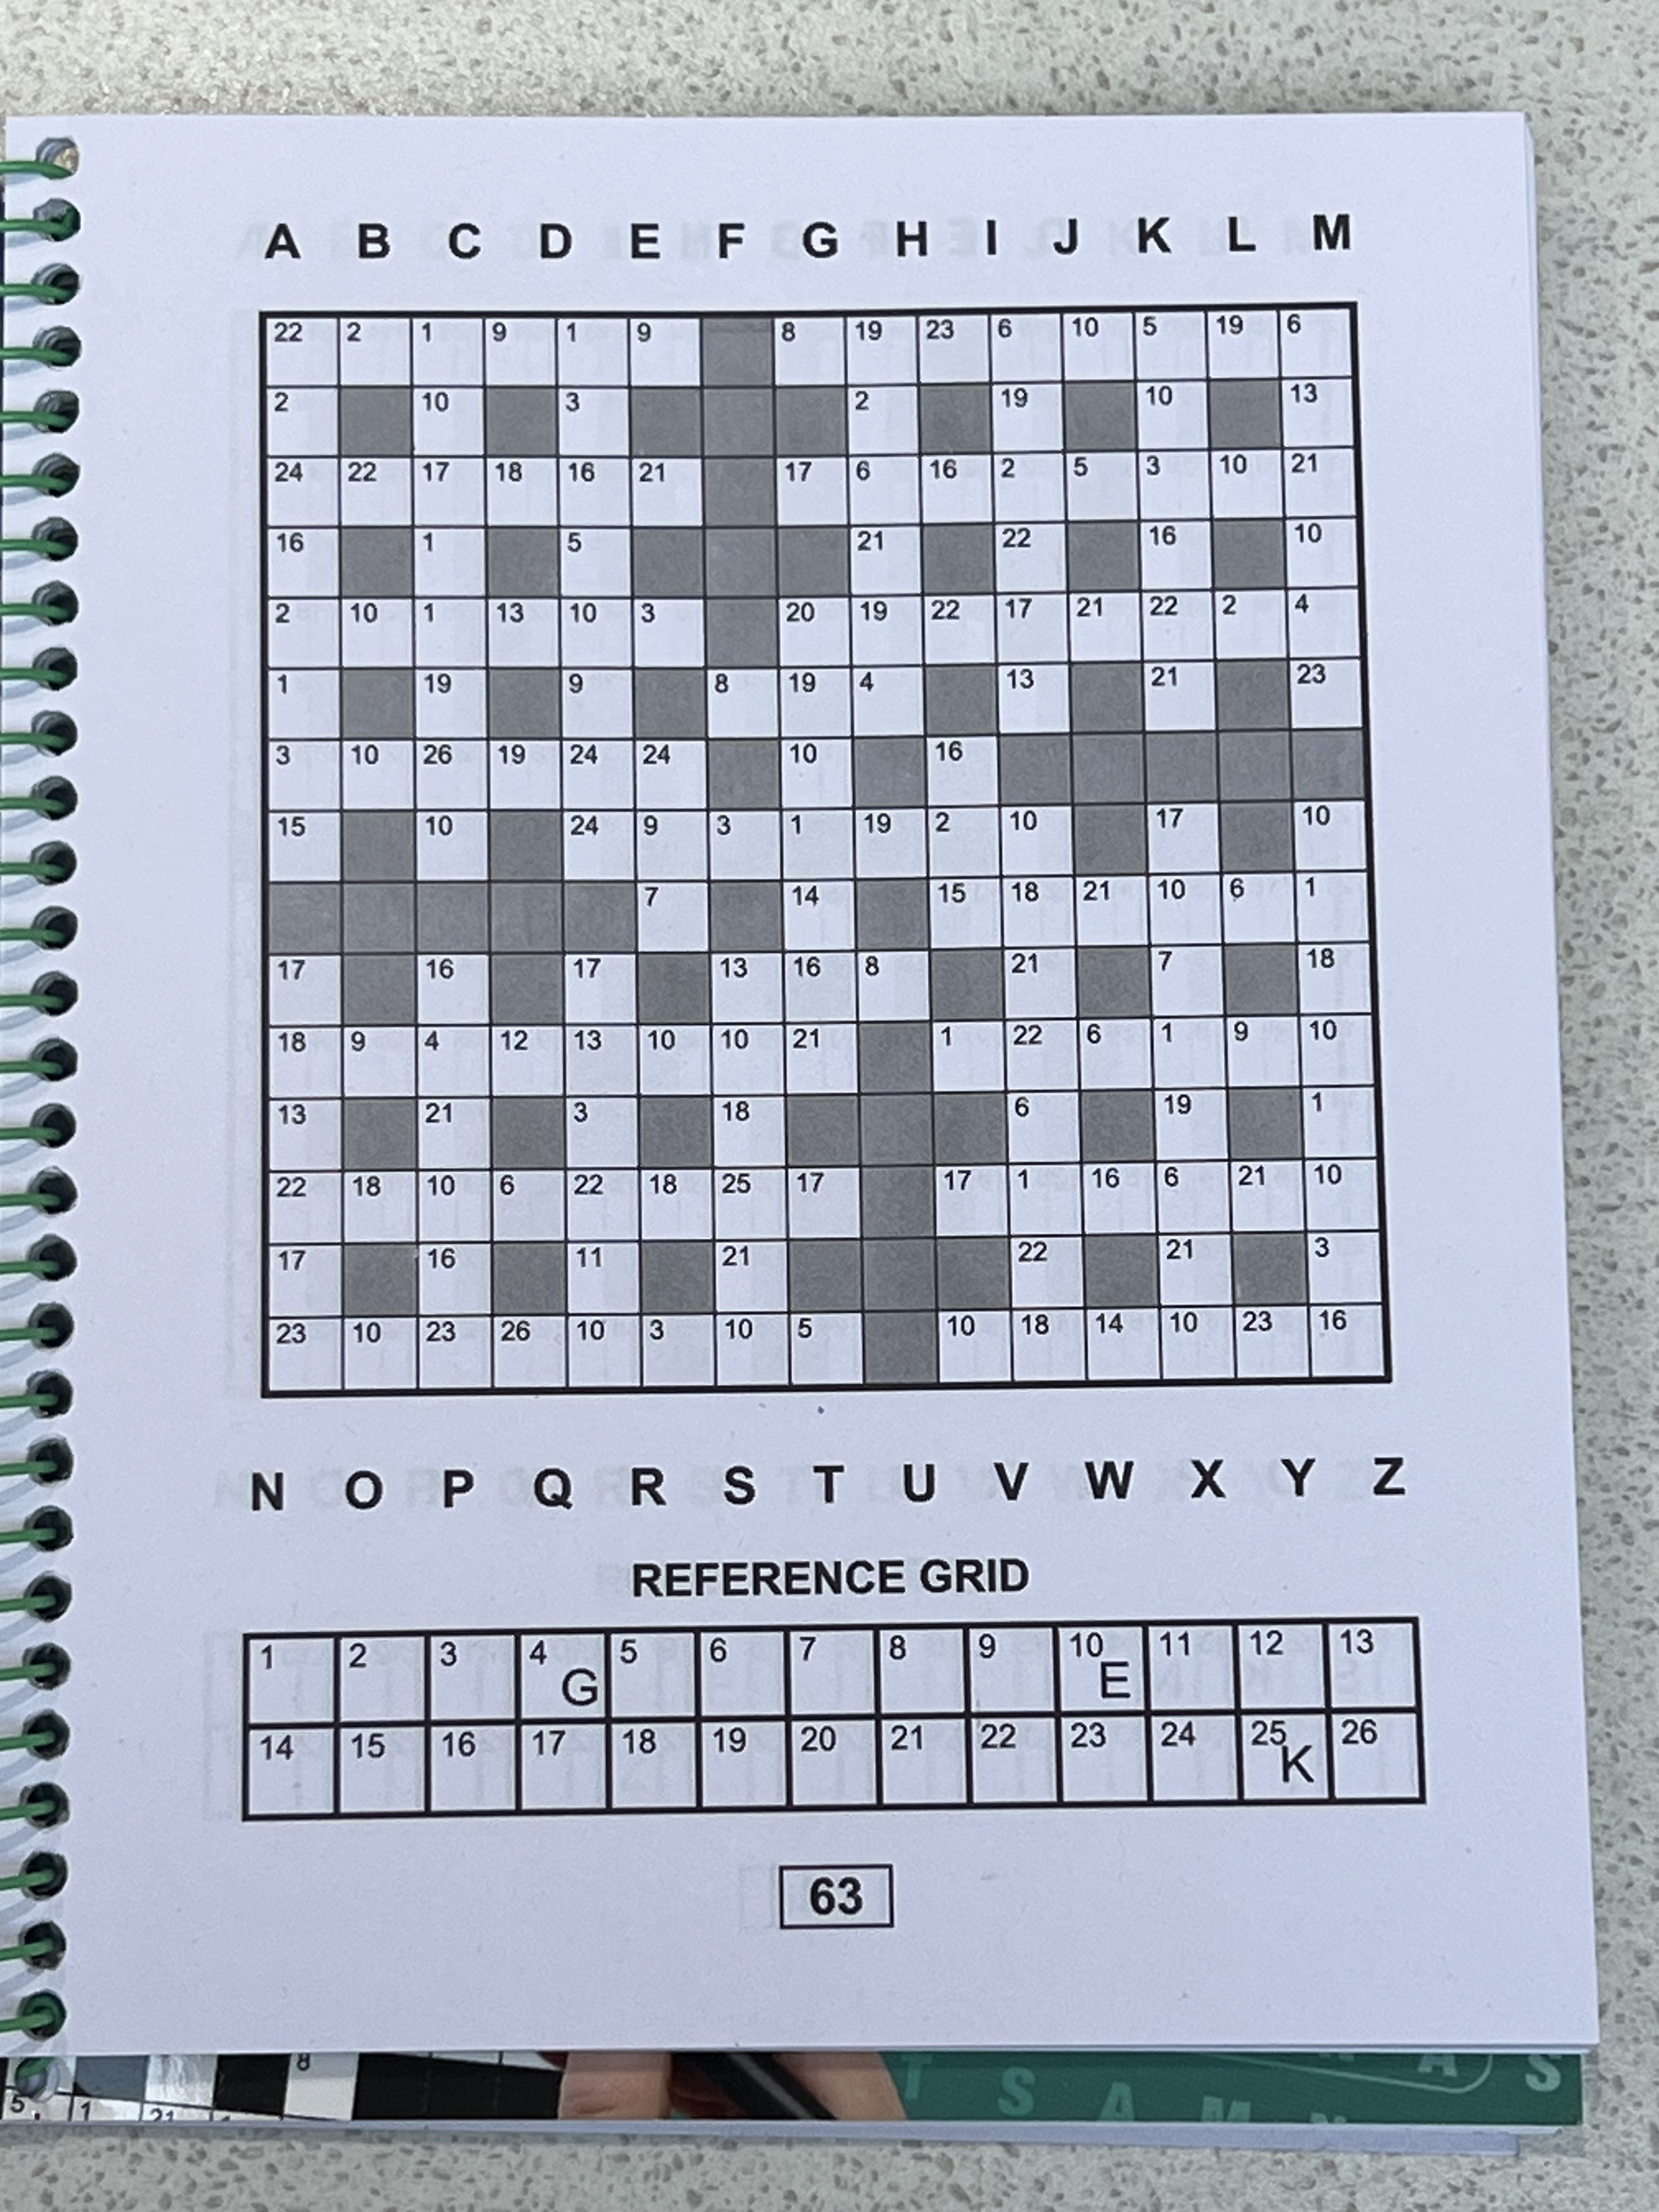 A B C D E F G H I J K L M
22 2 1 9 1 9 8 19 23 6 10 5 19 6
2 10 3 2 19 10 13
24 22 17 18 16 21 17 6 16 2 5 3 10 21
16 1 5 21 22 16 10
2 10 1 13 10 3 20 19 22 17 21 22 2 4
1 19 9 8 19 4 13 21 23
3 10 26 19 24 24 10 16
15 10 24 9 3 1 19 2 10 17 10
7 14 15 18 21 10 6 1
17 16 17 13 16 8 21 7 18
18 9 4 12 13 10 10 21 1 22 6 1 9 10
13 21 3 18 6 19 1
22 18 10 6 22 18 25 17 17 1 16 6 21 10
17 16 11 21 22 21 3
23 10 23 26 10 3 10 5 10 18 14 10 23 16
N O P Q R S T U V W X Y Z
REFERENCE GRID
1 2 3 4 G 5 6 7 8 9 10 E 11 12 13
14 15 16 17 18 19 20 21 22 23 24 25 K 26
63
8
T S A S
5 1 21
S A M